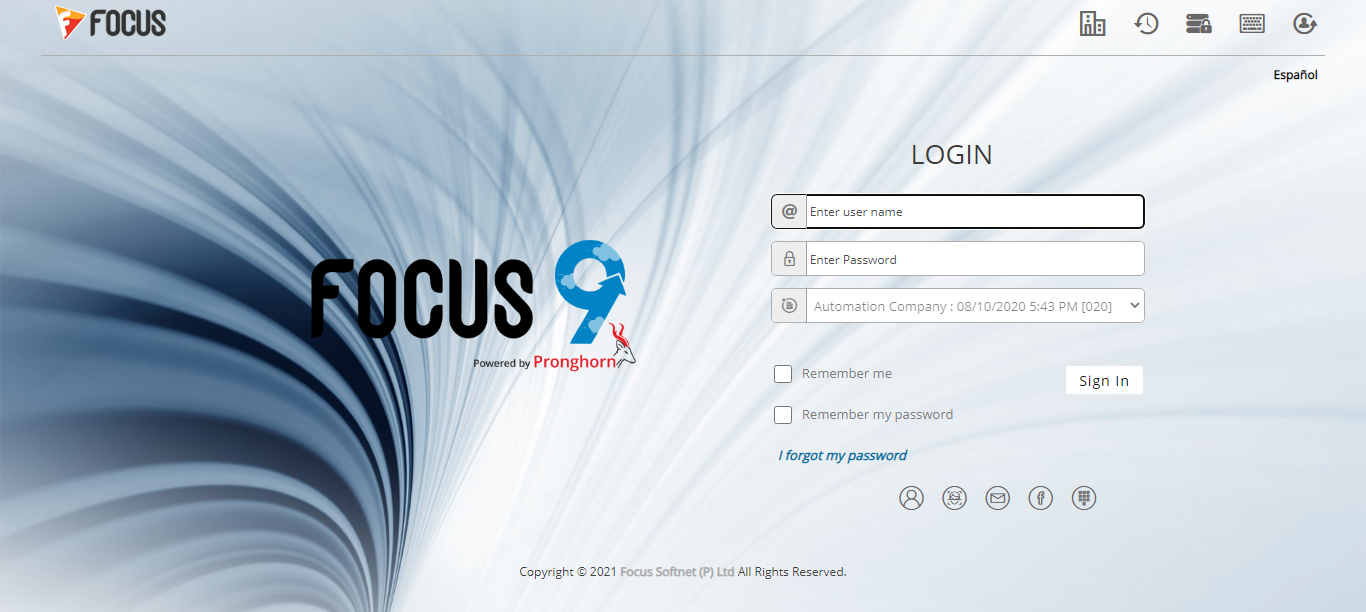 FOCUS
Español
LOGIN
Enter user name
Enter Password
Automation Company : 08/10/2020 5:43 PM [020]
FOCUS 9
Powered by Pronghorn
Remember me
Sign In
Remember my password
I forgot my password
Copyright © 2021 Focus Softnet (P) Ltd All Rights Reserved.